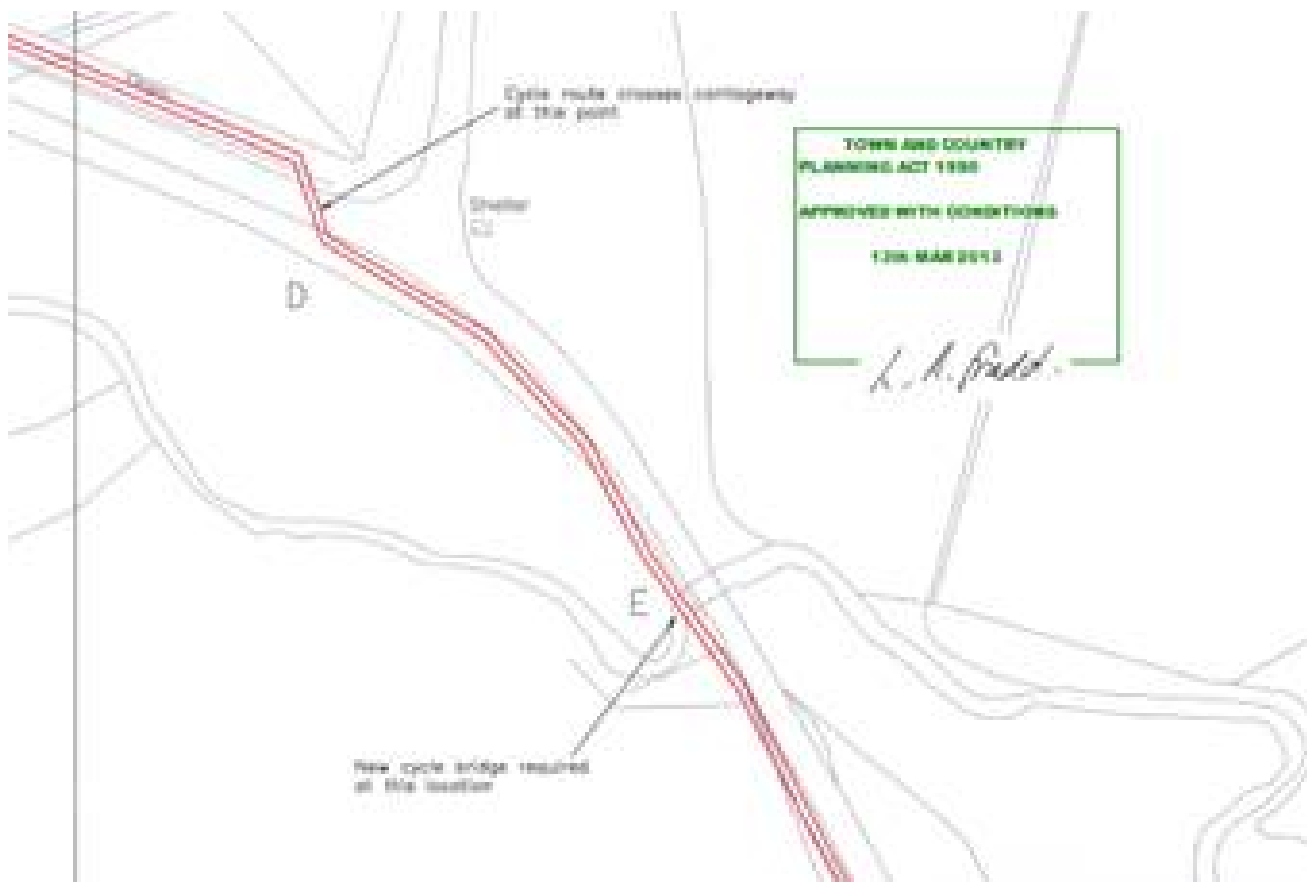 Cycle route crosses carriageway
at this point
TOWN AND COUNTRY
PLANNING ACT 1990
APPROVED WITH CONDITIONS
Shelter
D
E
New cycle bridge required
at this location